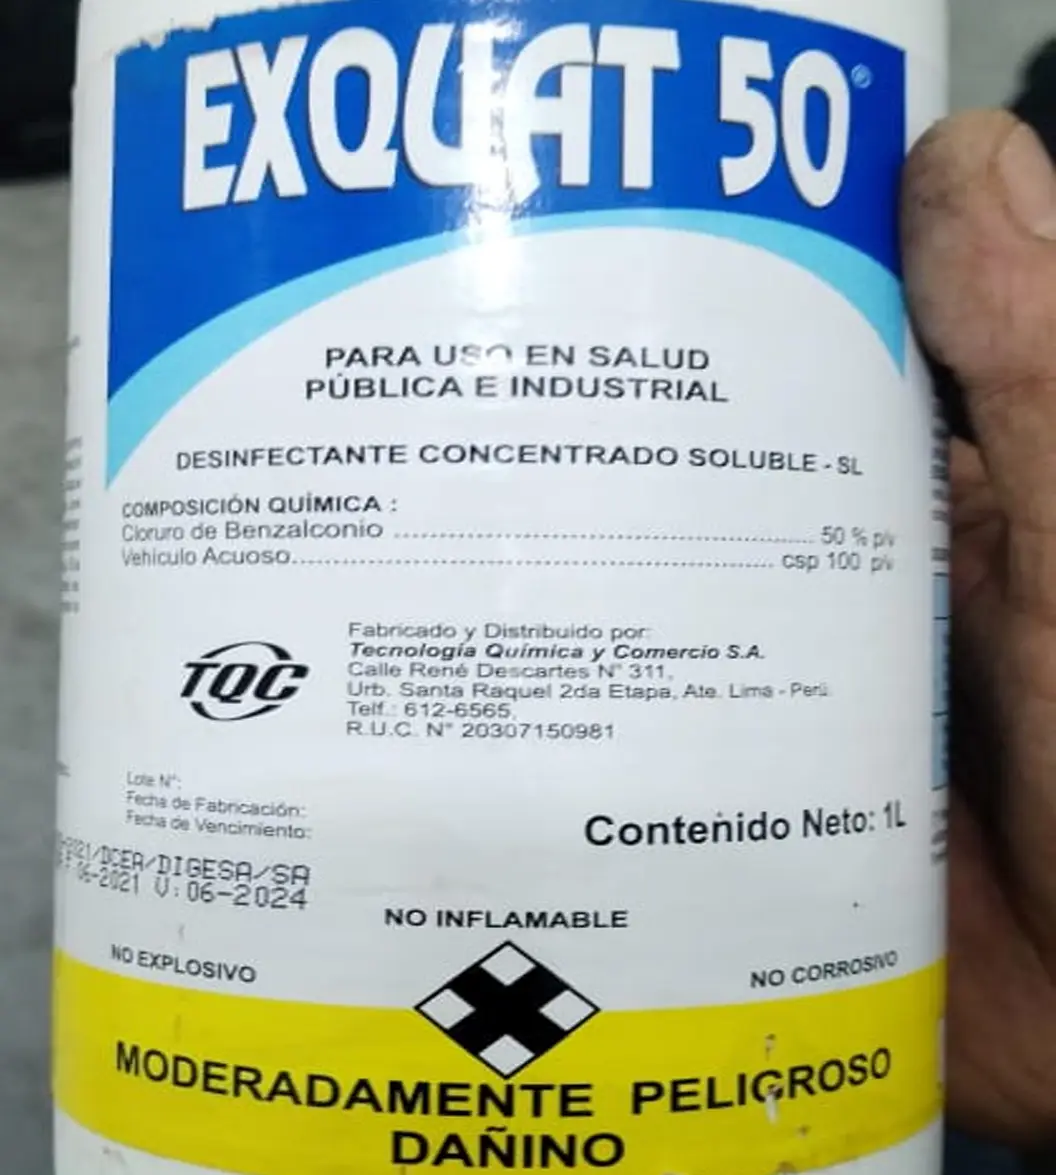 EXQUAT 50®
PARA USO EN SALUD
PÚBLICA E INDUSTRIAL
DESINFECTANTE CONCENTRADO SOLUBLE - SL
COMPOSICIÓN QUÍMICA :
Cloruro de Benzalconio ........................................................ 50 % p/v
Vehículo Acuoso................................................................ csp 100 p/v
TQC
Fabricado y Distribuido por:
Tecnología Química y Comercio S.A.
Calle René Descartes N° 311,
Urb. Santa Raquel 2da Etapa, Ate. Lima - Perú.
Telf.: 612-6565,
R.U.C. N° 20307150981
Lote N°:
Fecha de Fabricación:
Fecha de Vencimiento:
Contenido Neto: 1L
/DCEA/DIGESA/SA
06-2021 V:06-2024
NO INFLAMABLE
NO EXPLOSIVO
NO CORROSIVO
MODERADAMENTE PELIGROSO
DAÑINO